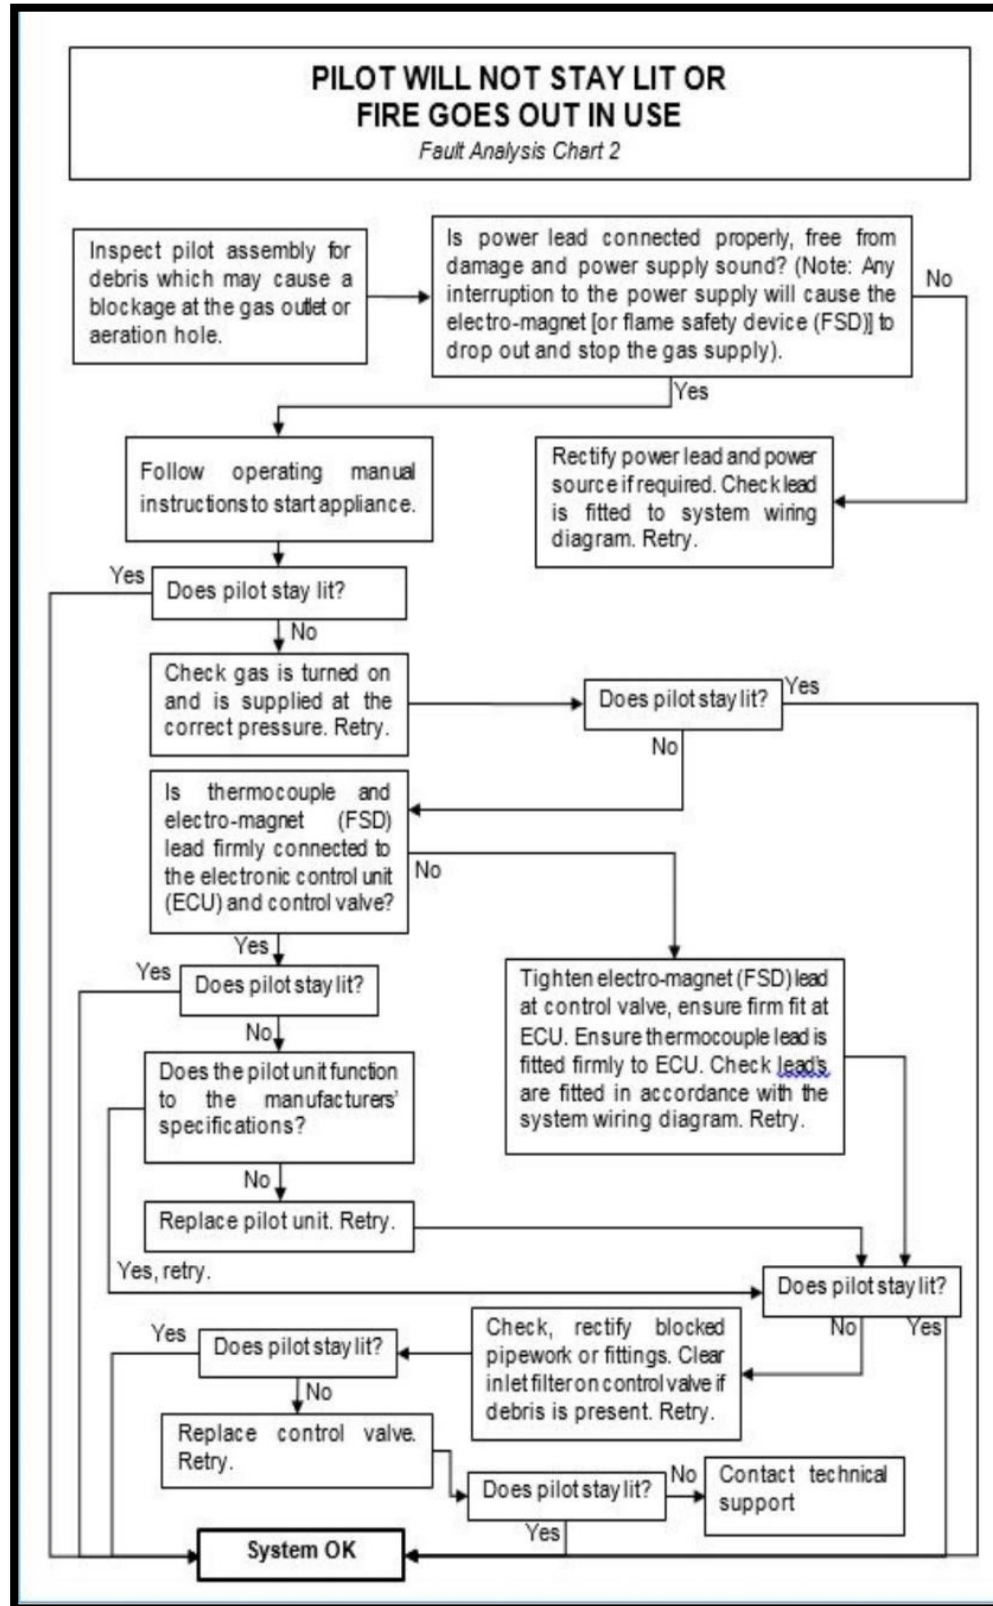 PILOT WILL NOT STAY LIT OR
FIRE GOES OUT IN USE
Fault Analysis Chart 2
Inspect pilot assembly for
debris which may cause a
blockage at the gas outlet or
aeration hole.
Is power lead connected properly, free from
damage and power supply sound? (Note: Any
interruption to the power supply will cause the
electro-magnet [or flame safety device (FSD)] to
drop out and stop the gas supply).
No
Yes
Follow operating manual
instructions to start appliance.
Rectify power lead and power
source if required. Check lead
is fitted to system wiring
diagram. Retry.
Yes
Does pilot stay lit?
No
Check gas is turned on
and is supplied at the
correct pressure. Retry.
Does pilot stay lit?
Yes
No
Is thermocouple and
electro-magnet (FSD)
lead firmly connected to
the electronic control unit
(ECU) and control valve?
No
Yes
Yes
Does pilot stay lit?
No
Tighten electro-magnet (FSD) lead
at control valve, ensure firm fit at
ECU. Ensure thermocouple lead is
fitted firmly to ECU. Check lead's
are fitted in accordance with the
system wiring diagram. Retry.
Does the pilot unit function
to the manufacturers'
specifications?
No
Replace pilot unit. Retry.
Yes, retry.
Does pilot stay lit?
No
Yes
Check, rectify blocked
pipework or fittings. Clear
inlet filter on control valve if
debris is present. Retry.
Yes
Does pilot stay lit?
No
Replace control valve.
Retry.
Does pilot stay lit?
No
Contact technical
support
Yes
System OK